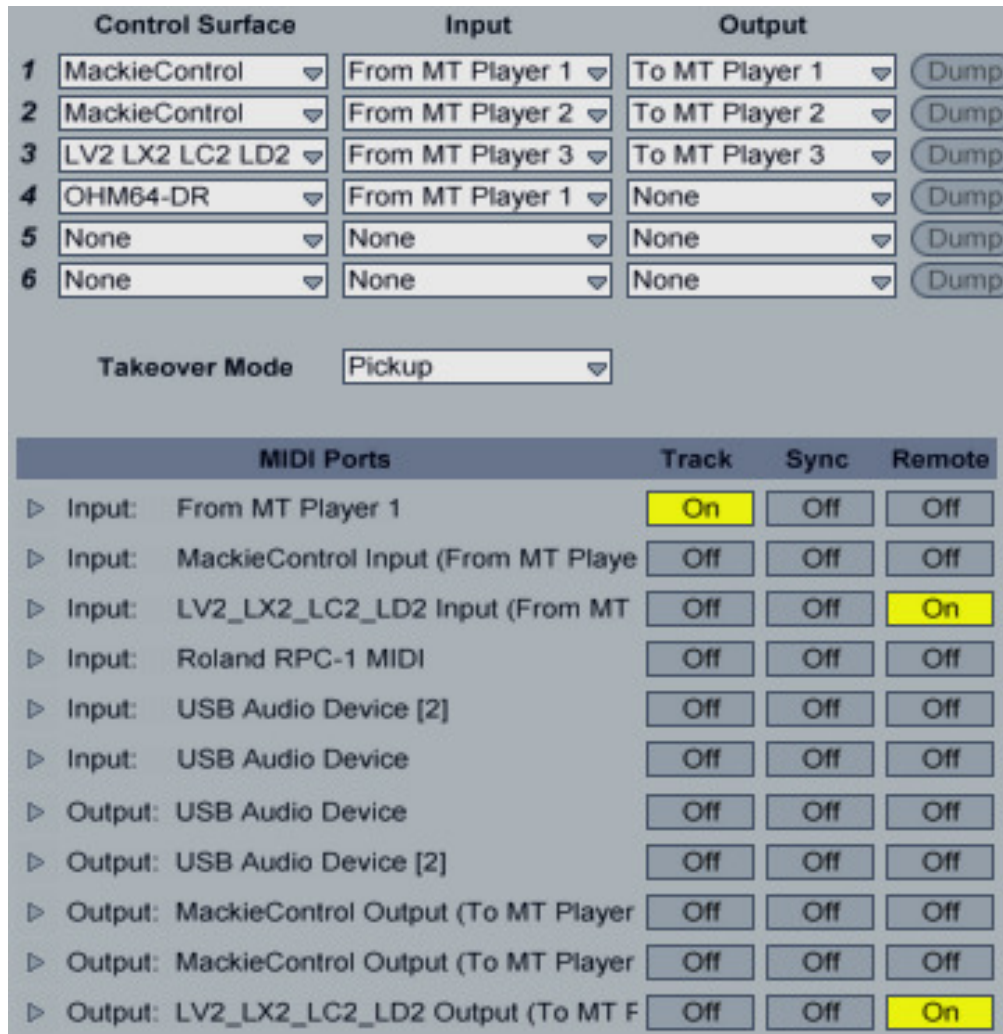 Control Surface Input Output
1 MackieControl From MT Player 1 To MT Player 1 Dump
2 MackieControl From MT Player 2 To MT Player 2 Dump
3 LV2 LX2 LC2 LD2 From MT Player 3 To MT Player 3 Dump
4 OHM64-DR From MT Player 1 None Dump
5 None None None Dump
6 None None None Dump
Takeover Mode Pickup
MIDI Ports Track Sync Remote
Input: From MT Player 1 On Off Off
Input: MackieControl Input (From MT Playe Off Off Off
Input: LV2_LX2_LC2_LD2 Input (From MT Off Off On
Input: Roland RPC-1 MIDI Off Off Off
Input: USB Audio Device [2] Off Off Off
Input: USB Audio Device Off Off Off
Output: USB Audio Device Off Off Off
Output: USB Audio Device [2] Off Off Off
Output: MackieControl Output (To MT Player Off Off Off
Output: MackieControl Output (To MT Player Off Off Off
Output: LV2_LX2_LC2_LD2 Output (To MT F Off Off On